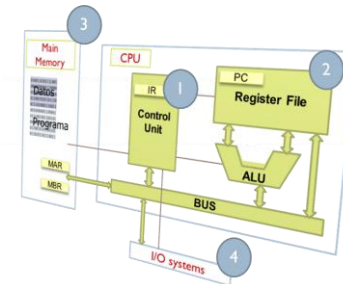 3
Main
Memory
Datos
Programa
MAR
MBR
CPU
IR
1
Control
Unit
PC
2
Register File
ALU
BUS
I/O systems
4